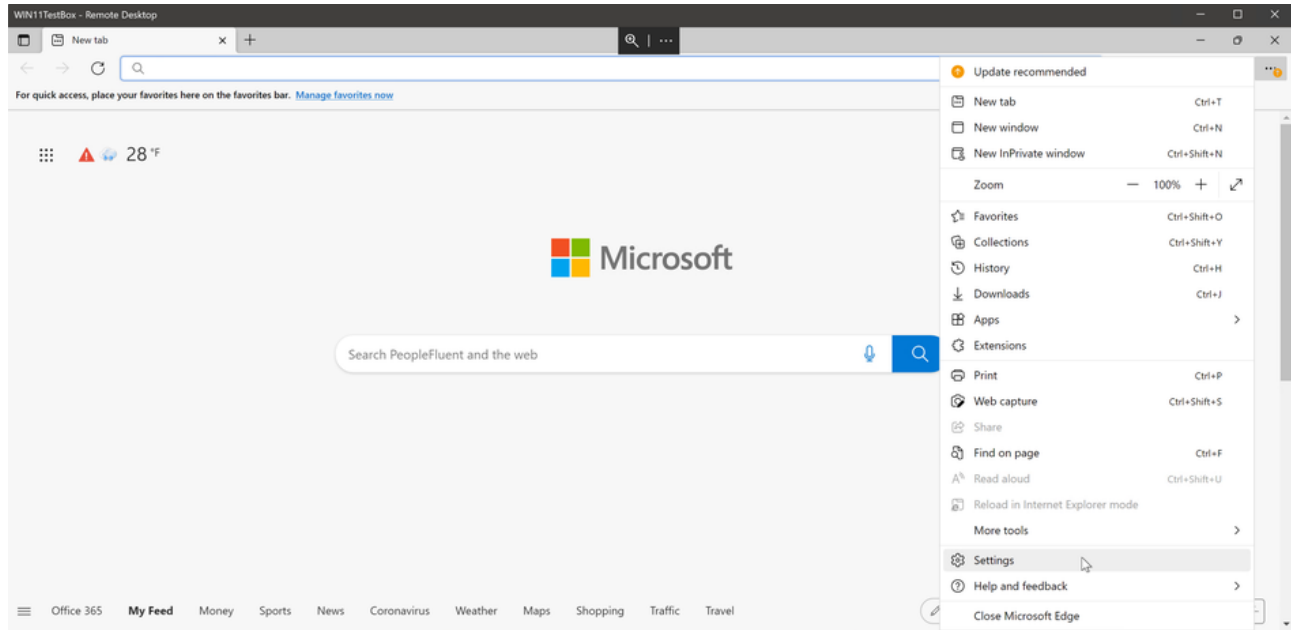 WIN11TestBox - Remote Desktop
New tab
For quick access, place your favorites here on the favorites bar. Manage favorites now
28 °F
Microsoft
Search PeopleFluent and the web
Office 365 My Feed Money Sports News Coronavirus Weather Maps Shopping Traffic Travel
Update recommended
New tab Ctrl+T
New window Ctrl+N
New InPrivate window Ctrl+Shift+N
Zoom — 100% +
Favorites Ctrl+Shift+O
Collections Ctrl+Shift+Y
History Ctrl+H
Downloads Ctrl+J
Apps
Extensions
Print Ctrl+P
Web capture Ctrl+Shift+S
Share
Find on page Ctrl+F
Read aloud Ctrl+Shift+U
Reload in Internet Explorer mode
More tools
Settings
Help and feedback
Close Microsoft Edge